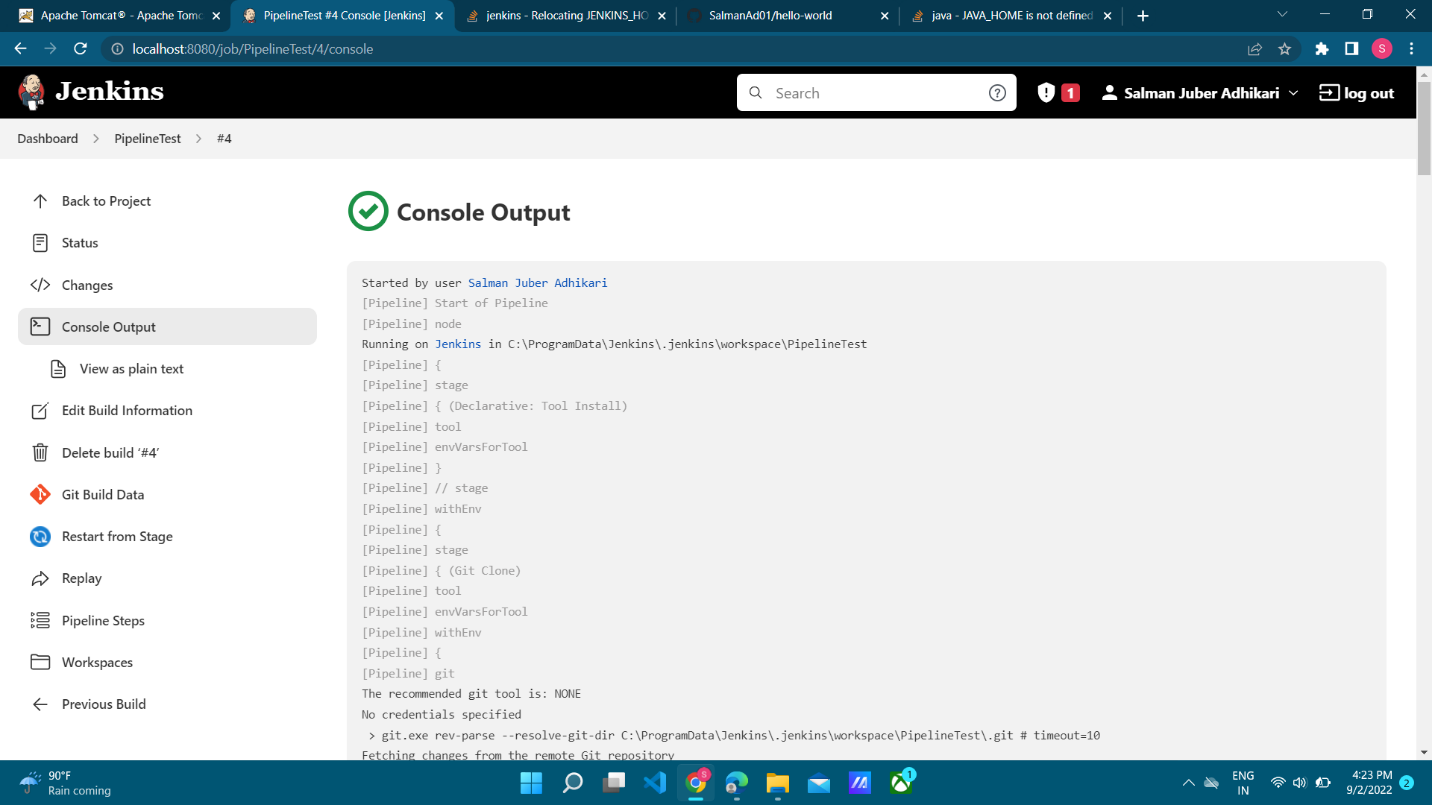 Apache Tomcat® - Apache Tomc
PipelineTest #4 Console [Jenkins]
jenkins - Relocating JENKINS_HO
SalmanAd01/hello-world
java - JAVA_HOME is not defined
localhost:8080/job/PipelineTest/4/console
S
Jenkins
Search
1
Salman Juber Adhikari
log out
Dashboard
PipelineTest
#4
Back to Project
Status
Changes
Console Output
View as plain text
Edit Build Information
Delete build ‘#4’
Git Build Data
Restart from Stage
Replay
Pipeline Steps
Workspaces
Previous Build
Console Output
Started by user Salman Juber Adhikari
[Pipeline] Start of Pipeline
[Pipeline] node
Running on Jenkins in C:\ProgramData\Jenkins\.jenkins\workspace\PipelineTest
[Pipeline] {
[Pipeline] stage
[Pipeline] { (Declarative: Tool Install)
[Pipeline] tool
[Pipeline] envVarsForTool
[Pipeline] }
[Pipeline] // stage
[Pipeline] withEnv
[Pipeline] {
[Pipeline] stage
[Pipeline] { (Git Clone)
[Pipeline] tool
[Pipeline] envVarsForTool
[Pipeline] withEnv
[Pipeline] {
[Pipeline] git
The recommended git tool is: NONE
No credentials specified
> git.exe rev-parse --resolve-git-dir C:\ProgramData\Jenkins\.jenkins\workspace\PipelineTest\.git # timeout=10
Fetching changes from the remote Git repository
90°F
Rain coming
S
1
ENG
IN
4:23 PM
9/2/2022
2